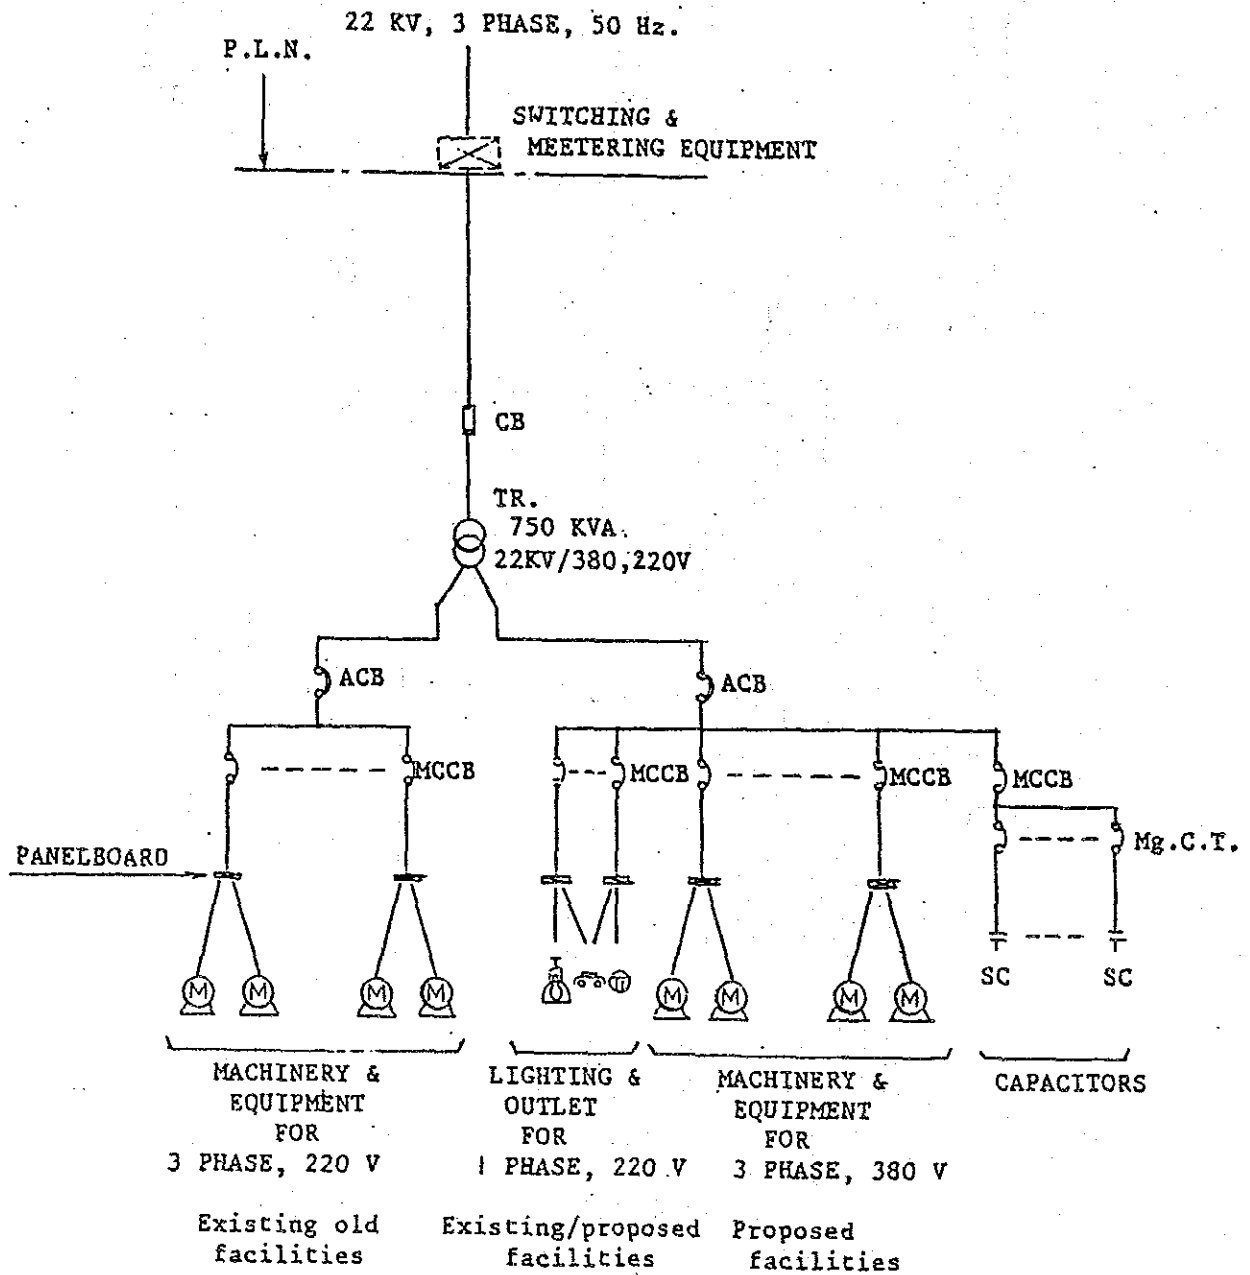 22 KV, 3 PHASE, 50 Hz.
P.L.N.
SWITCHING &
MEETERING EQUIPMENT
CB
TR.
750 KVA.
22KV/380,220V
ACB
ACB
MCCB
MCCB
MCCB
MCCB
Mg.C.T.
PANELBOARD
SC
SC
M
M
M
M
T
M
M
M
M
MACHINERY &
EQUIPMENT
FOR
3 PHASE, 220 V
LIGHTING &
OUTLET
FOR
1 PHASE, 220 V
MACHINERY &
EQUIPMENT
FOR
3 PHASE, 380 V
CAPACITORS
Existing old
facilities
Existing/proposed
facilities
Proposed
facilities